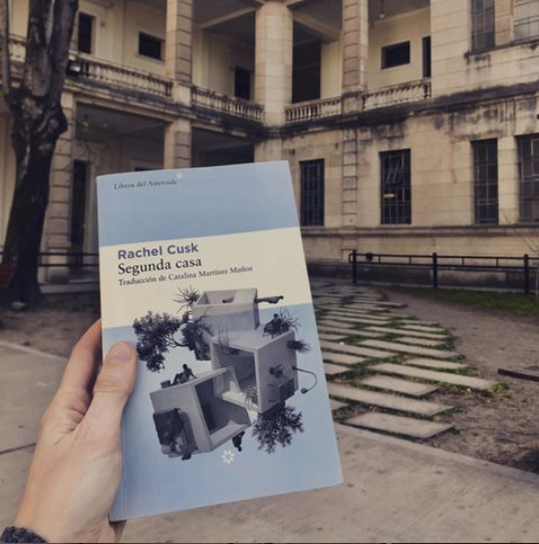 Libros del Asteroide
Rachel Cusk
Segunda casa
Traducción de Catalina Martínez Muñoz